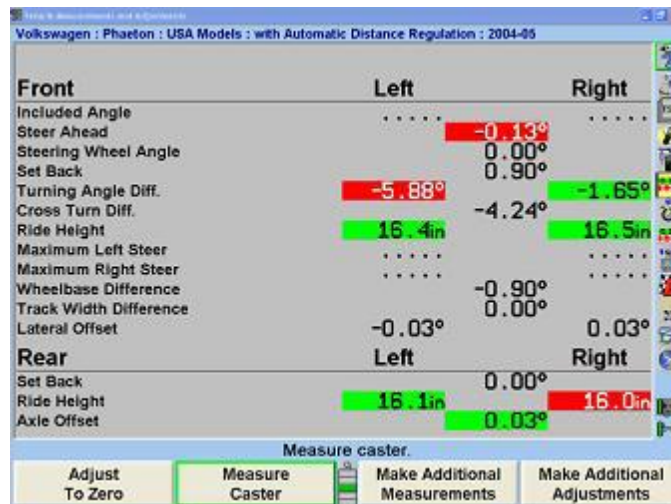 Volkswagen : Phaeton : USA Models : with Automatic Distance Regulation : 2004-05
Front Left Right
Included Angle ..... .....
Steer Ahead -0.13°
Steering Wheel Angle 0.00°
Set Back 0.90°
Turning Angle Diff. -5.88° -1.65°
Cross Turn Diff. -4.24°
Ride Height 16.4in 16.5in
Maximum Left Steer ..... .....
Maximum Right Steer ..... .....
Wheelbase Difference -0.90°
Track Width Difference 0.00°
Lateral Offset -0.03° 0.03°
Rear Left Right
Set Back 0.00°
Ride Height 16.1in 16.0in
Axle Offset 0.03°
Measure caster.
Adjust To Zero
Measure Caster
Make Additional Measurements
Make Additional Adjustments